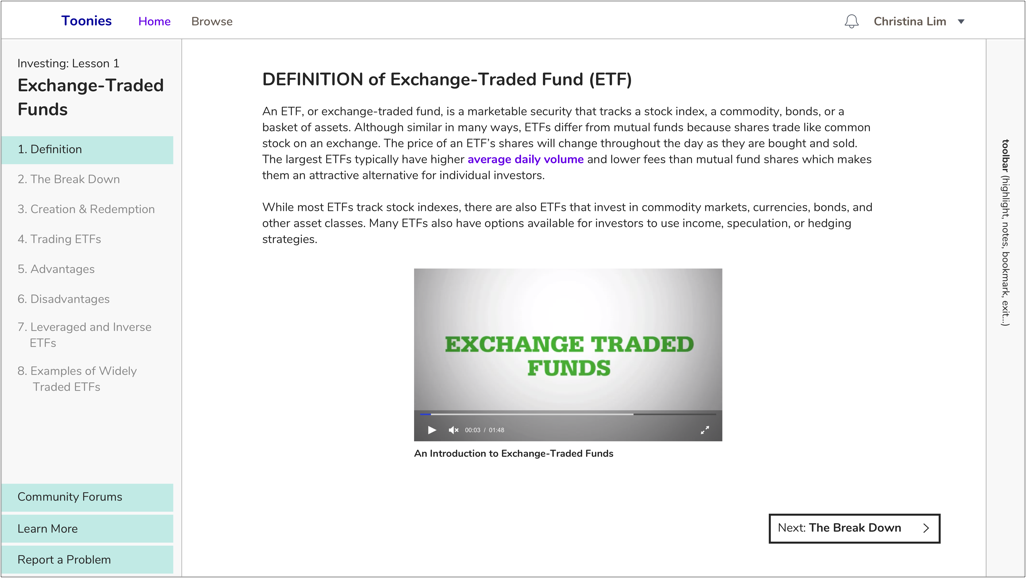 Toonies Home Browse Christina Lim
Investing: Lesson 1
Exchange-Traded
Funds
1. Definition
2. The Break Down
3. Creation & Redemption
4. Trading ETFs
5. Advantages
6. Disadvantages
7. Leveraged and Inverse
ETFs
8. Examples of Widely
Traded ETFs
Community Forums
Learn More
Report a Problem
DEFINITION of Exchange-Traded Fund (ETF)
An ETF, or exchange-traded fund, is a marketable security that tracks a stock index, a commodity, bonds, or a
basket of assets. Although similar in many ways, ETFs differ from mutual funds because shares trade like common
stock on an exchange. The price of an ETF's shares will change throughout the day as they are bought and sold.
The largest ETFs typically have higher average daily volume and lower fees than mutual fund shares which makes
them an attractive alternative for individual investors.
While most ETFs track stock indexes, there are also ETFs that invest in commodity markets, currencies, bonds, and
other asset classes. Many ETFs also have options available for investors to use income, speculation, or hedging
strategies.
EXCHANGE TRADED
FUNDS
00:03 / 01:48
An Introduction to Exchange-Traded Funds
Next: The Break Down
toolbar (highlight, notes, bookmark, exit...)